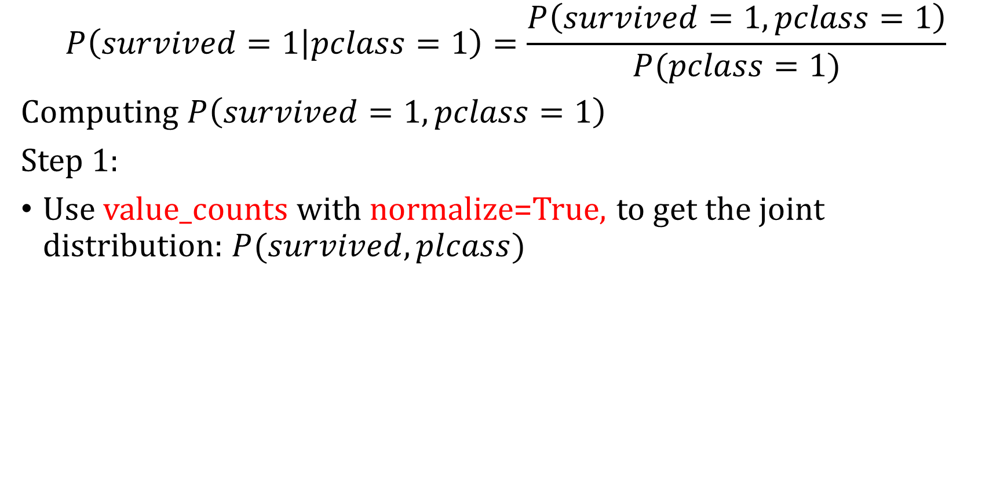 P(survived = 1|pclass = 1) = P(survived = 1, pclass = 1) / P(pclass = 1)
Computing P(survived = 1, pclass = 1)
Step 1:
• Use value_counts with normalize=True, to get the joint
distribution: P(survived, plcass)